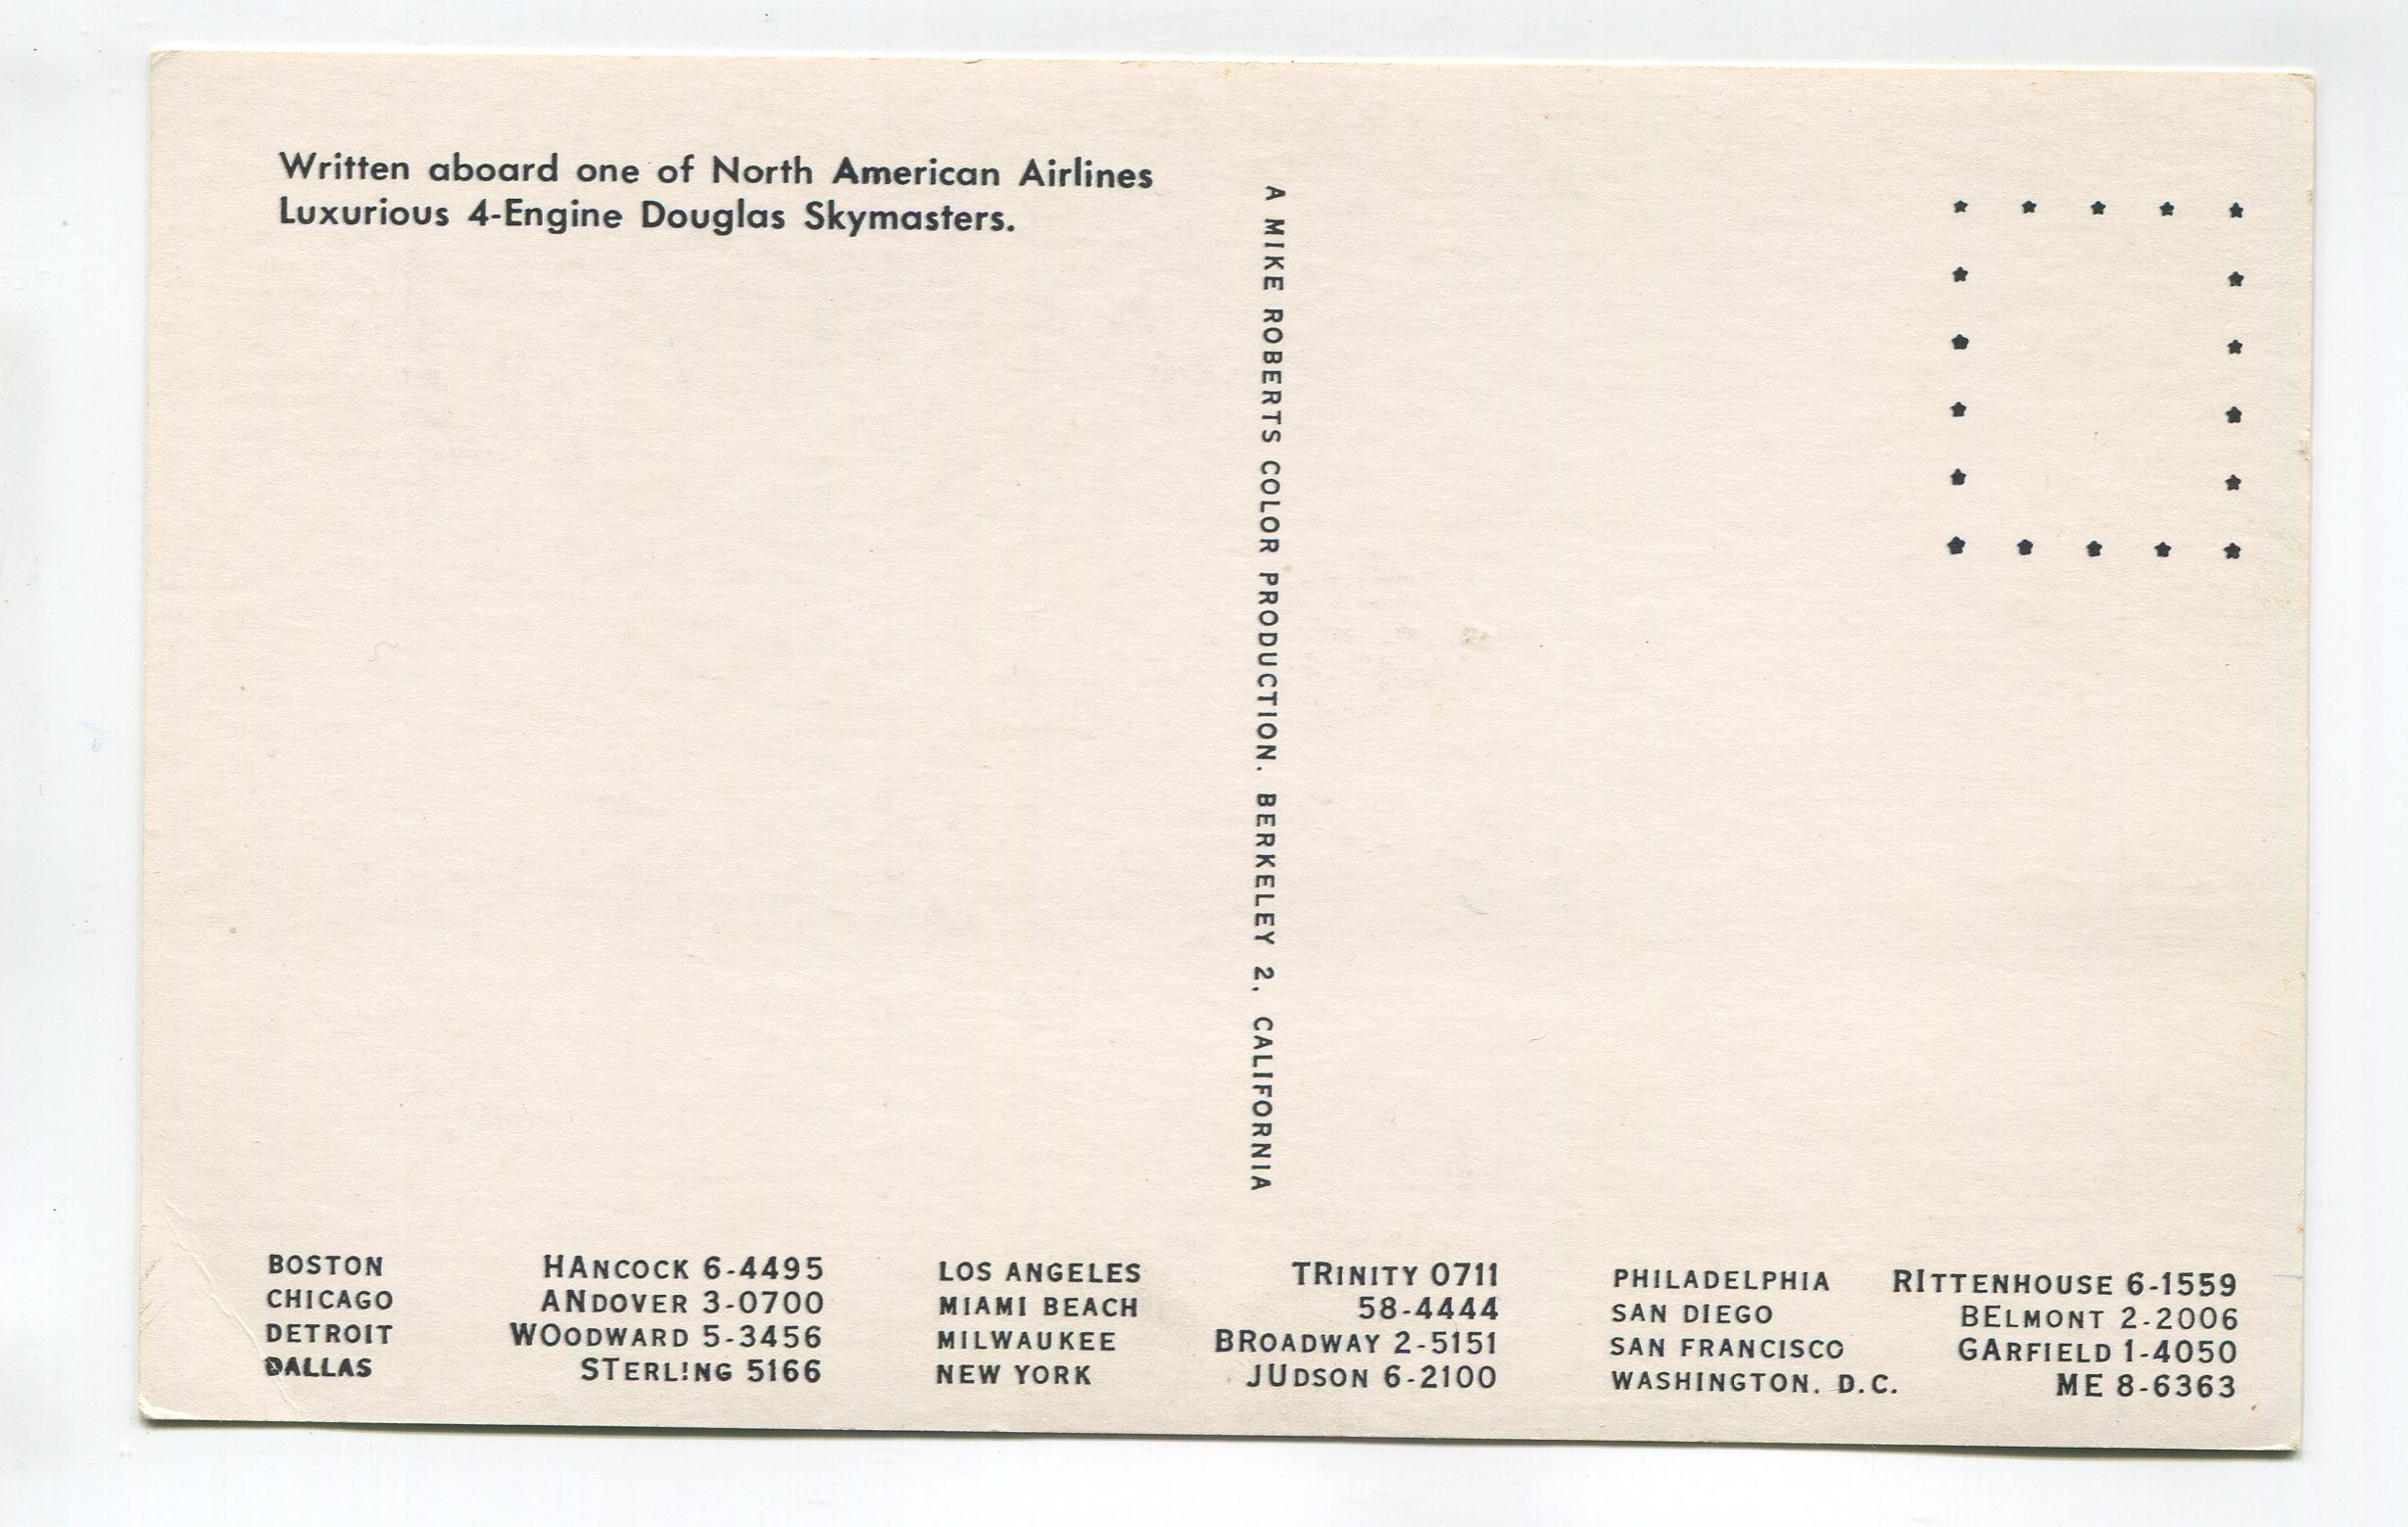 Written aboard one of North American Airlines
Luxurious 4-Engine Douglas Skymasters.
A MIKE ROBERTS COLOR PRODUCTION. BERKELEY 2, CALIFORNIA
BOSTON HANCOCK 6-4495
CHICAGO ANDOVER 3-0700
DETROIT WOODWARD 5-3456
DALLAS STERLING 5166
LOS ANGELES TRINITY 0711
MIAMI BEACH 58-4444
MILWAUKEE BROADWAY 2-5151
NEW YORK JUDSON 6-2100
PHILADELPHIA RITTENHOUSE 6-1559
SAN DIEGO BELMONT 2-2006
SAN FRANCISCO GARFIELD 1-4050
WASHINGTON, D.C. ME 8-6363